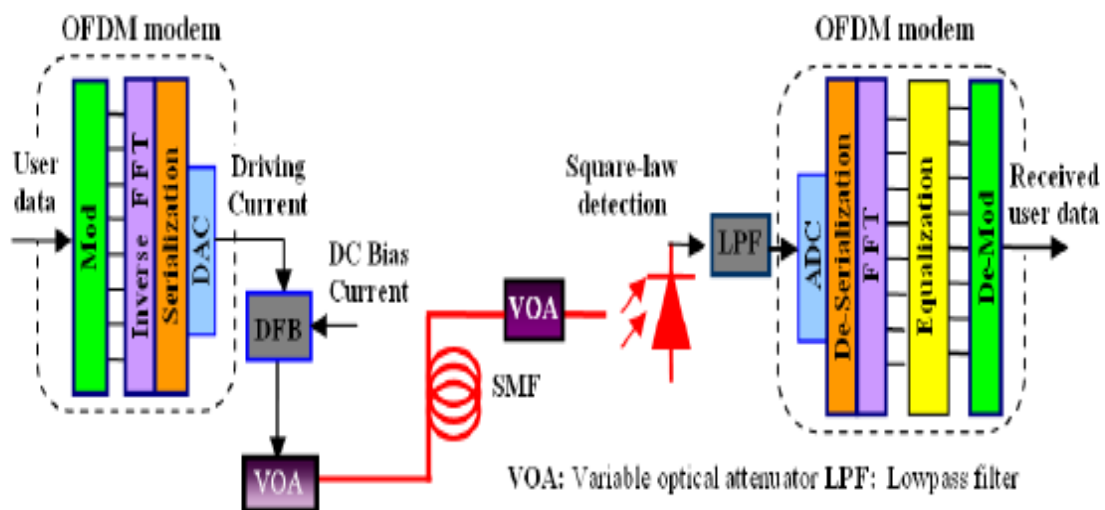 OFDM modem
OFDM modem
User
data
Mod
Inverse FFT
Serialization
DAC
Driving
Current
DC Bias
Current
DFB
VOA
SMF
VOA
Square-law
detection
LPF
ADC
De-Serialization
FFT
Equalization
De-Mod
Received
user data
VOA: Variable optical attenuator LPF: Lowpass filter